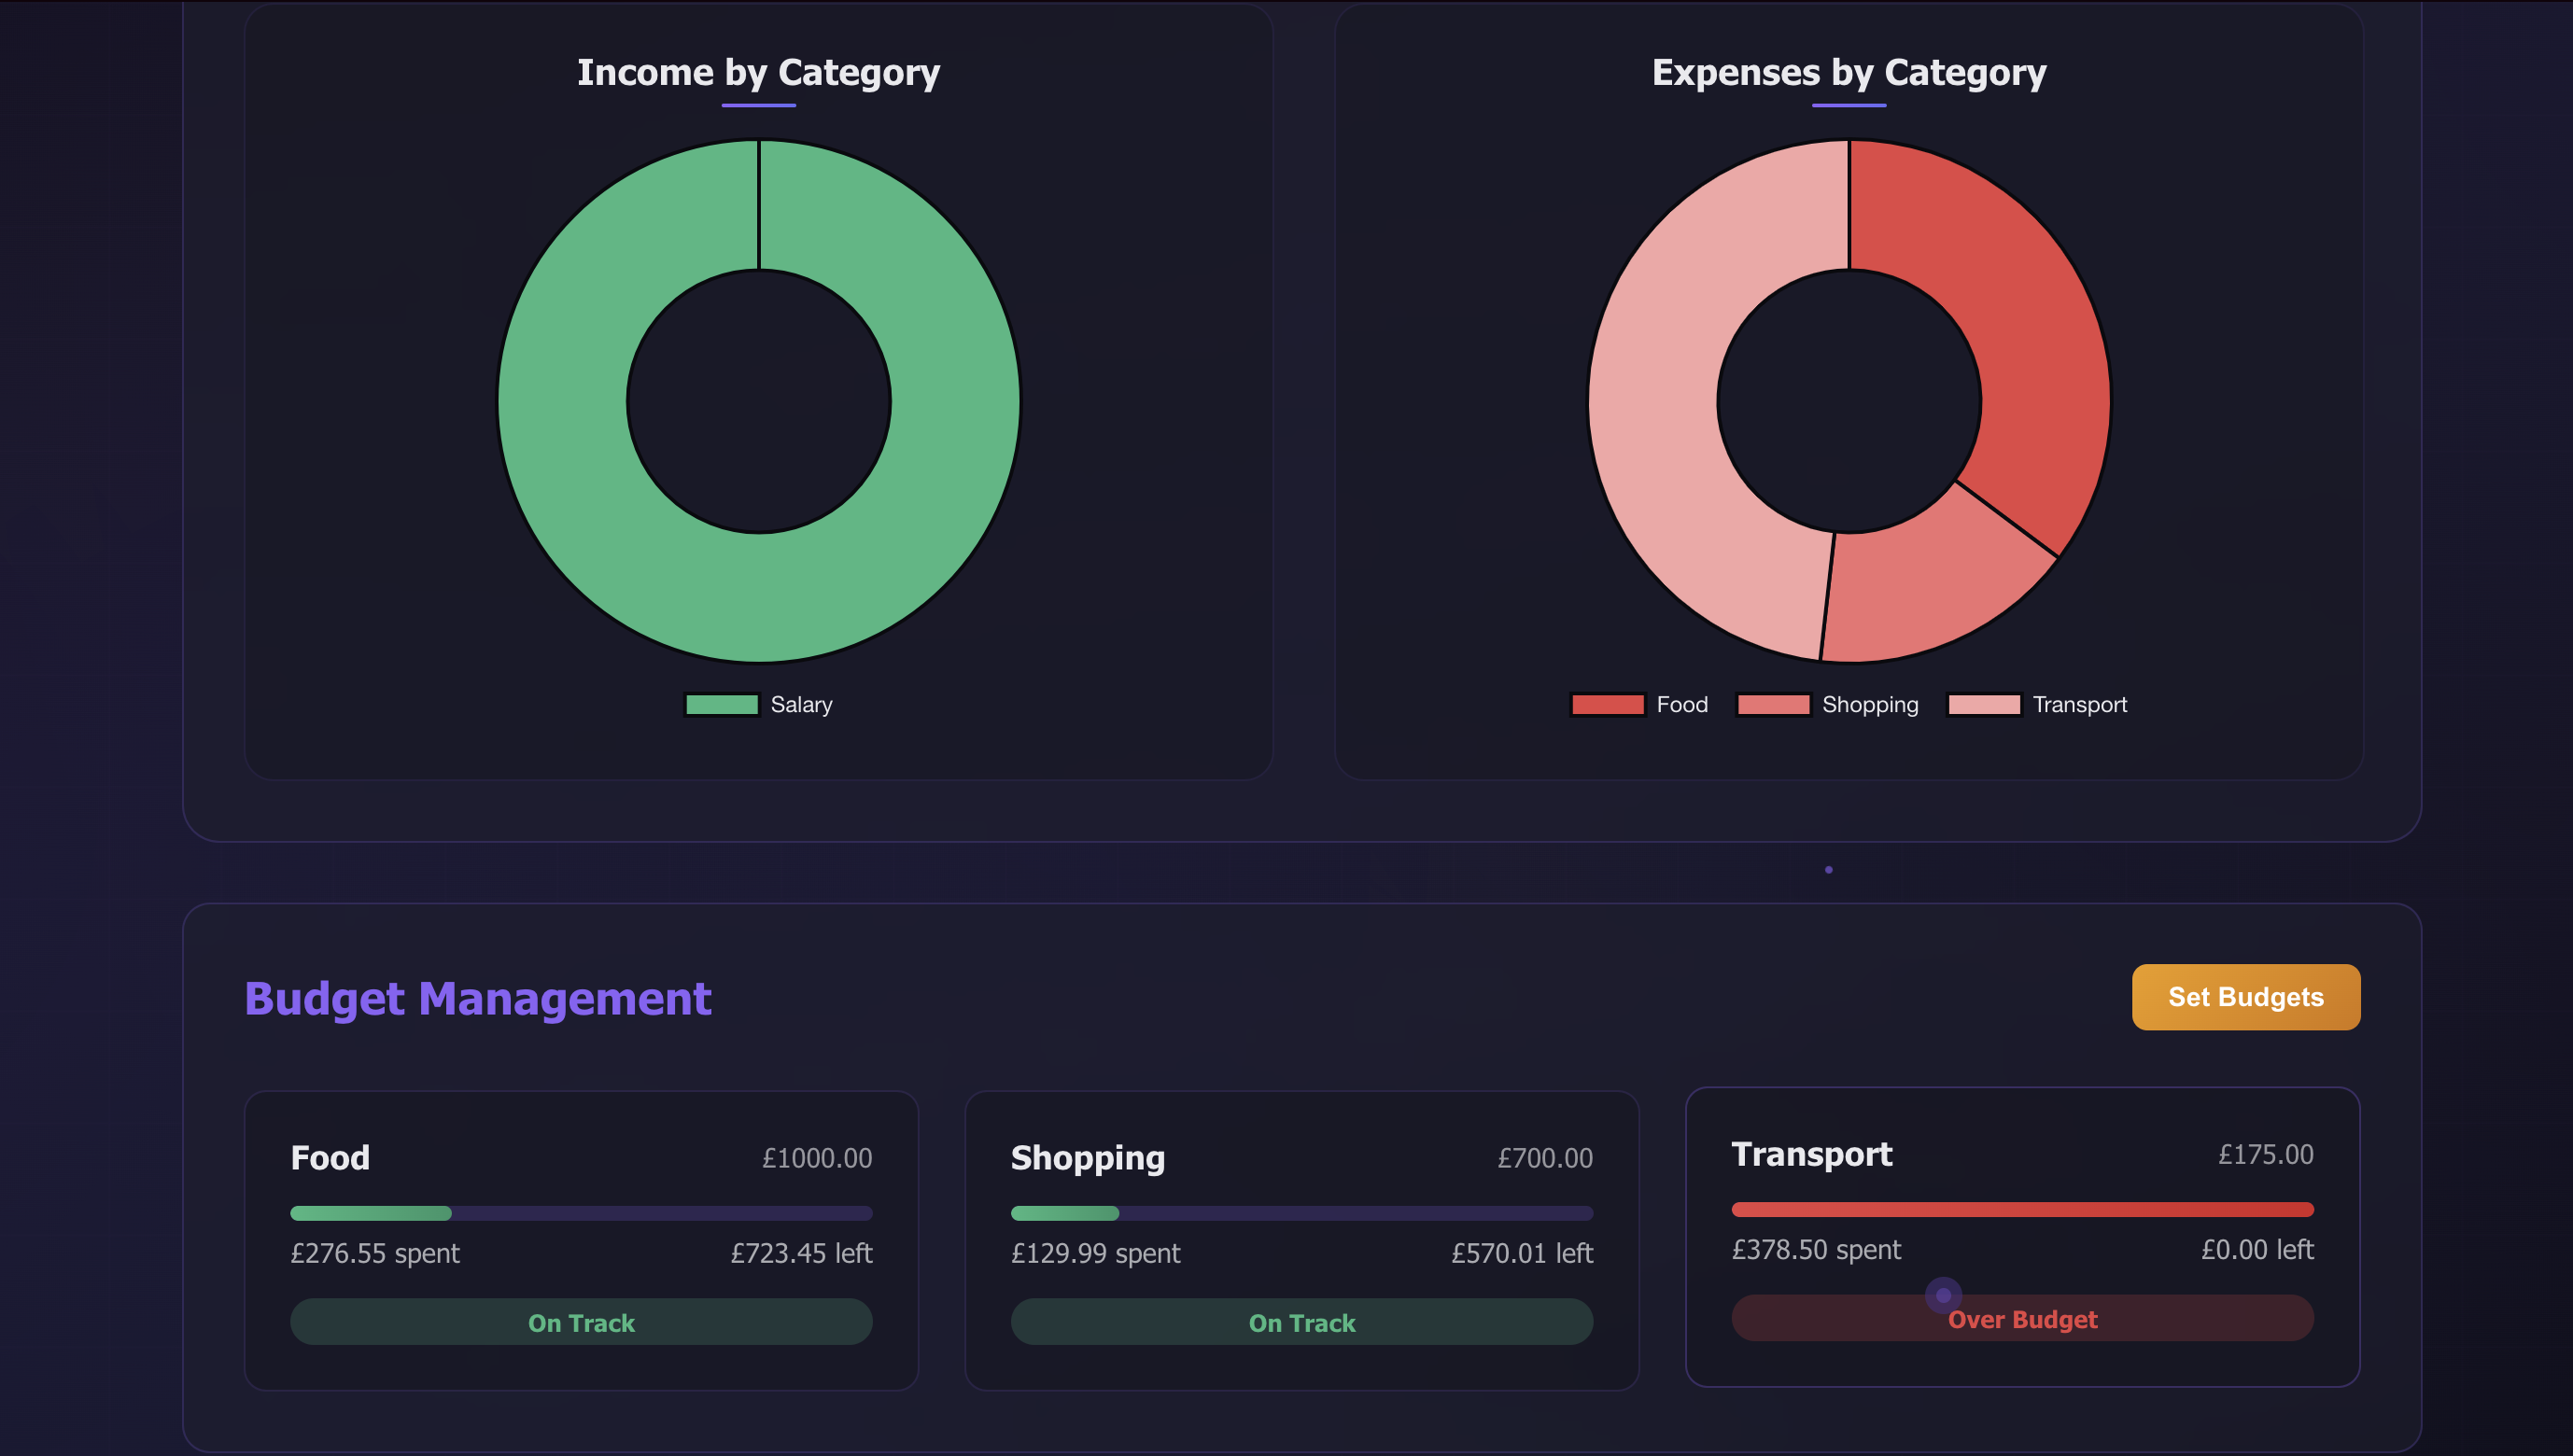 Income by Category
Expenses by Category
Salary
Food Shopping Transport
Budget Management
Set Budgets
Food £1000.00
£276.55 spent £723.45 left
On Track
Shopping £700.00
£129.99 spent £570.01 left
On Track
Transport £175.00
£378.50 spent £0.00 left
Over Budget